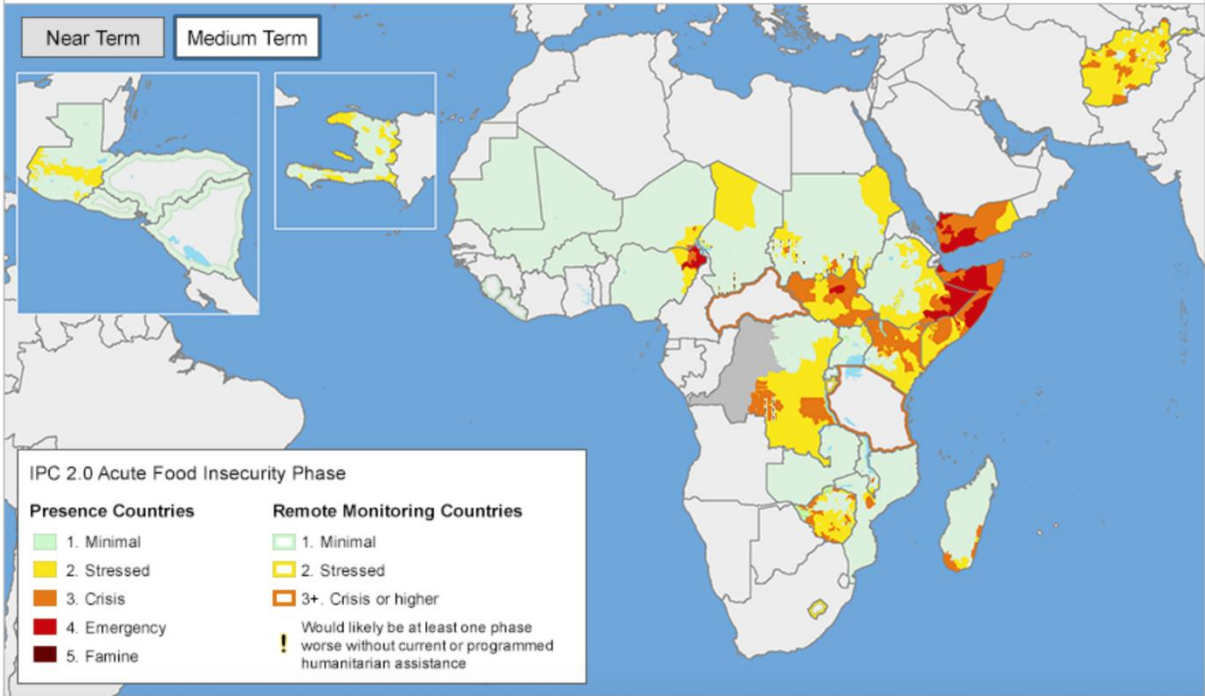 Near Term
Medium Term
IPC 2.0 Acute Food Insecurity Phase
Presence Countries
1. Minimal
2. Stressed
3. Crisis
4. Emergency
5. Famine
Remote Monitoring Countries
1. Minimal
2. Stressed
3+. Crisis or higher
! Would likely be at least one phase
worse without current or programmed
humanitarian assistance